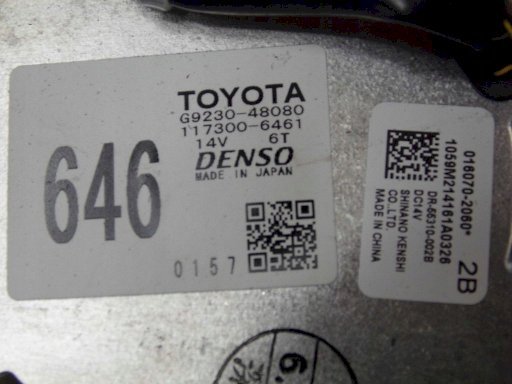 TOYOTA
G9230-48080
117300-6461
14V 6T
DENSO
MADE IN JAPAN
646
0157
016070-2060*
1059M214161A0326
DR-55310-002B
DC14V
SHINANO KENSHI
CO.,LTD.
MADE IN CHINA
2B